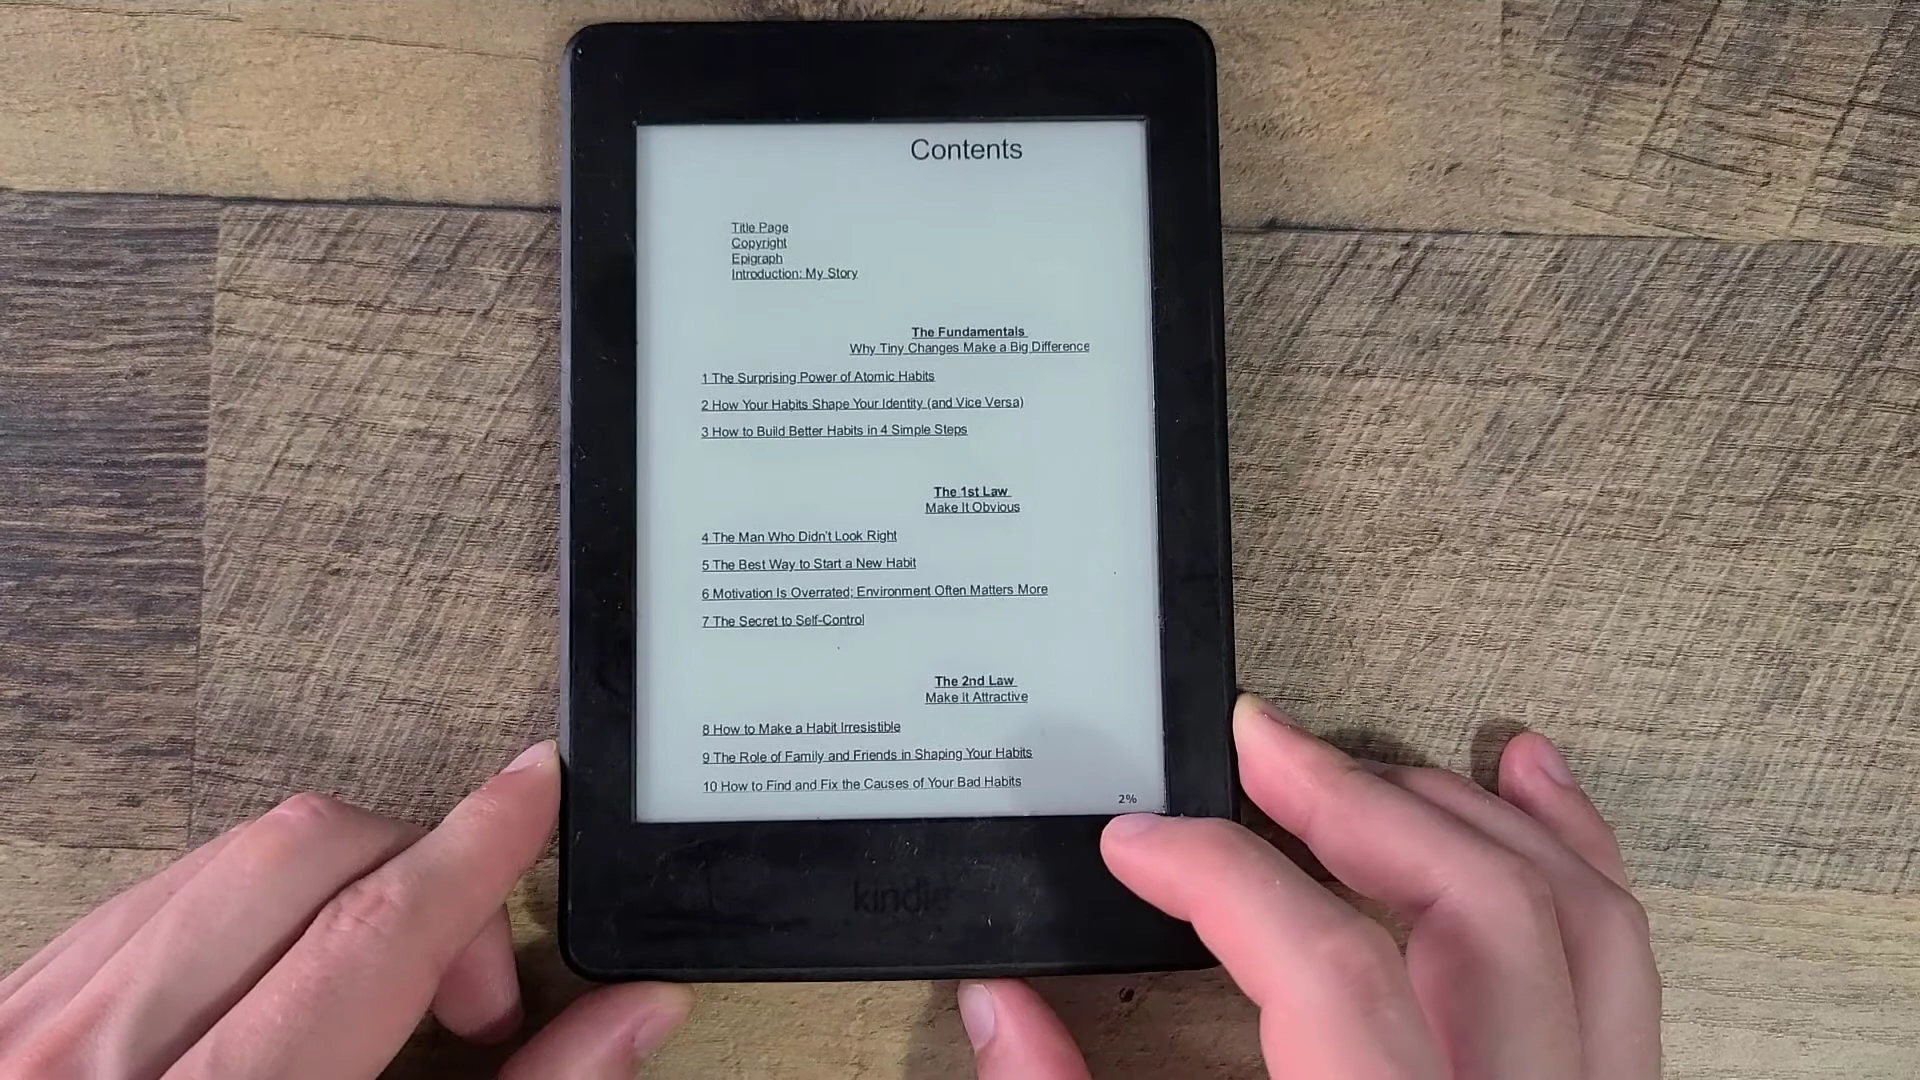 Contents
Title Page
Copyright
Epigraph
Introduction: My Story
The Fundamentals
Why Tiny Changes Make a Big Difference
1 The Surprising Power of Atomic Habits
2 How Your Habits Shape Your Identity (and Vice Versa)
3 How to Build Better Habits in 4 Simple Steps
The 1st Law
Make It Obvious
4 The Man Who Didn't Look Right
5 The Best Way to Start a New Habit
6 Motivation Is Overrated; Environment Often Matters More
7 The Secret to Self-Control
The 2nd Law
Make It Attractive
8 How to Make a Habit Irresistible
9 The Role of Family and Friends in Shaping Your Habits
10 How to Find and Fix the Causes of Your Bad Habits
2%
kindle